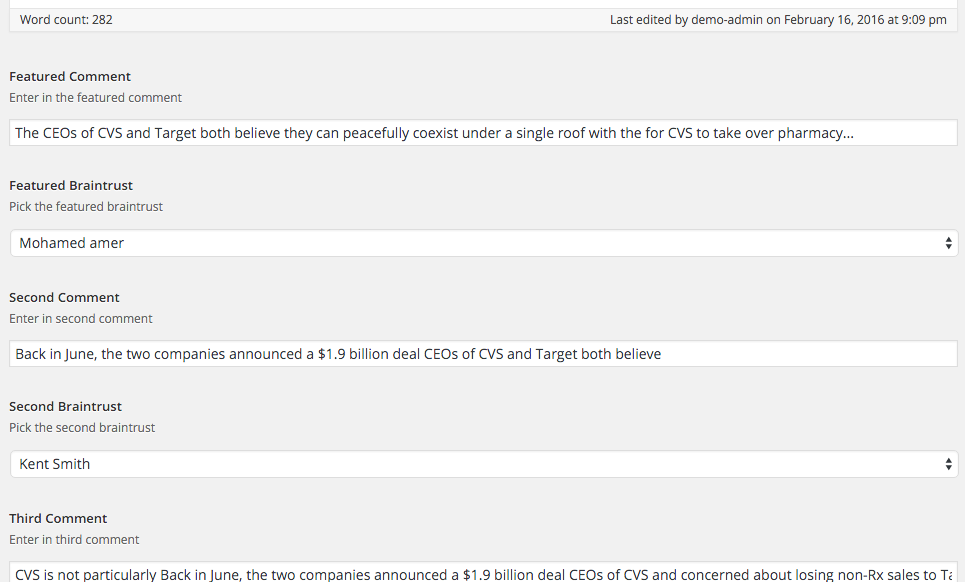 Word count: 282
Last edited by demo-admin on February 16, 2016 at 9:09 pm
Featured Comment
Enter in the featured comment
The CEOs of CVS and Target both believe they can peacefully coexist under a single roof with the for CVS to take over pharmacy...
Featured Braintrust
Pick the featured braintrust
Mohamed amer
Second Comment
Enter in second comment
Back in June, the two companies announced a $1.9 billion deal CEOs of CVS and Target both believe
Second Braintrust
Pick the second braintrust
Kent Smith
Third Comment
Enter in third comment
CVS is not particularly Back in June, the two companies announced a $1.9 billion deal CEOs of CVS and concerned about losing non-Rx sales to